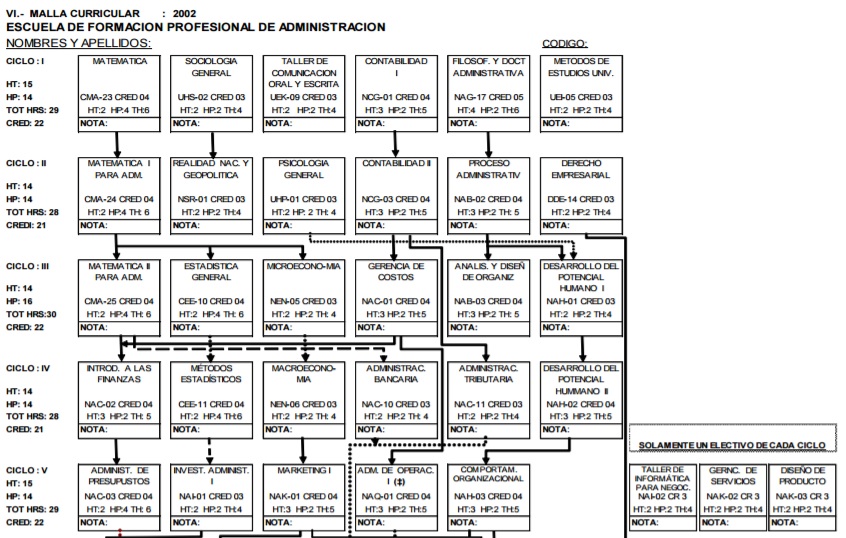 VI.- MALLA CURRICULAR : 2002
ESCUELA DE FORMACION PROFESIONAL DE ADMINISTRACION
NOMBRES Y APELLIDOS: CODIGO:
CICLO : I
HT: 15
HP: 14
TOT HRS: 29
CRED: 22
MATEMATICA
CMA-23 CRED 04
HT:2 HP:4 TH:6
NOTA:
SOCIOLOGIA
GENERAL
UHS-02 CRED 03
HT:2 HP:2 TH:4
NOTA:
TALLER DE
COMUNICACION
ORAL Y ESCRITA
UEK-09 CRED 03
HT:2 HP:2 TH:4
NOTA:
CONTABILIDAD
I
NCG-01 CRED 04
HT:3 HP:2 TH:5
NOTA:
FILOSOF. Y DOCT
ADMINISTRATIVA
NAG-17 CRED 05
HT:4 HP:2 TH:6
NOTA:
METODOS DE
ESTUDIOS UNIV.
UEI-05 CRED 03
HT:2 HP:2 TH:4
NOTA:
CICLO : II
HT: 14
HP: 14
TOT HRS: 28
CREDI: 21
MATEMATICA I
PARA ADM.
CMA-24 CRED 04
HT:2 HP:4 TH: 6
NOTA:
REALIDAD NAC. Y
GEOPOLITICA
NSR-01 CRED 03
HT:2 HP:2 TH:4
NOTA:
PSICOLOGIA
GENERAL
UHP-01 CRED 03
HT:2 HP: 2 TH:4
NOTA:
CONTABILIDAD II
NCG-03 CRED 04
HT:3 HP:2 TH:5
NOTA:
PROCESO
ADMINISTRATIV
NAB-02 CRED 04
HT:3 HP:2 TH: 5
NOTA:
DERECHO
EMPRESARIAL
DDE-14 CRED 03
HT:2 HP:2 TH:4
NOTA:
CICLO : III
HT: 14
HP: 16
TOT HRS:30
CRED: 22
MATEMATICA II
PARA ADM.
CMA-25 CRED 04
HT:2 HP:4 TH: 6
NOTA:
ESTADISTICA
GENERAL
CEE-10 CRED 04
HT:2 HP:4 TH:6
NOTA:
MICROECONO-MIA
NEN-05 CRED 03
HT:2 HP:2 TH:4
NOTA:
GERENCIA DE
COSTOS
NAC-01 CRED 04
HT:3 HP:2 TH:5
NOTA:
ANALIS. Y DISEÑ
DE ORGANIZ
NAB-03 CRED 04
HT:3 HP:2 TH: 5
NOTA:
DESARROLLO DEL
POTENCIAL
HUMANO I
NAH-01 CRED 03
HT:2 HP:2 TH:4
NOTA:
CICLO : IV
HT: 14
HP: 14
TOT HRS: 28
CRED: 21
INTROD. A LAS
FINANZAS
NAC-02 CRED 04
HT:3 HP:2 TH: 5
NOTA:
MÉTODOS
ESTADÍSTICOS
CEE-11 CRED 04
HT:2 HP:4 TH:6
NOTA:
MACROECONO-
MIA
NEN-06 CRED 03
HT:2 HP:2 TH:4
NOTA:
ADMINISTRAC.
BANCARIA
NAC-10 CRED 03
HT:2 HP:2 TH: 4
NOTA:
ADMINISTRAC.
TRIBUTARIA
NAC-11 CRED 03
HT:2 HP:2 TH:4
NOTA:
DESARROLLO DEL
POTENCIAL
HUMMANO II
NAH-02 CRED 04
HT:3 HP:2 TH:5
NOTA:
SOLAMENTE UN ELECTIVO DE CADA CICLO
CICLO : V
HT: 15
HP: 14
TOT HRS: 29
CRED: 22
ADMINIST. DE
PRESUPUSTOS
NAC-03 CRED 04
HT:2 HP:4 TH: 6
NOTA:
INVEST. ADMINIST.
I
NAI-01 CRED 03
HT:2 HP:2 TH:4
NOTA:
MARKETING I
NAK-01 CRED 04
HT:3 HP:2 TH:5
NOTA:
ADM. DE OPERAC.
I (‡)
NAQ-01 CRED 04
HT:3 HP:2 TH:5
NOTA:
COMPORTAM.
ORGANIZACIONAL
NAH-03 CRED 04
HT:3 HP:2 TH:5
NOTA:
TALLER DE
INFORMÁTICA
PARA NEGOC.
NAI-02 CR 3
HT:2 HP:2 TH:4
NOTA:
GERNC. DE
SERVICIOS
NAK-02 CR 3
HT:2 HP:2 TH:4
NOTA:
DISEÑO DE
PRODUCTO
NAK-03 CR 3
HT:2 HP:2 TH:4
NOTA: